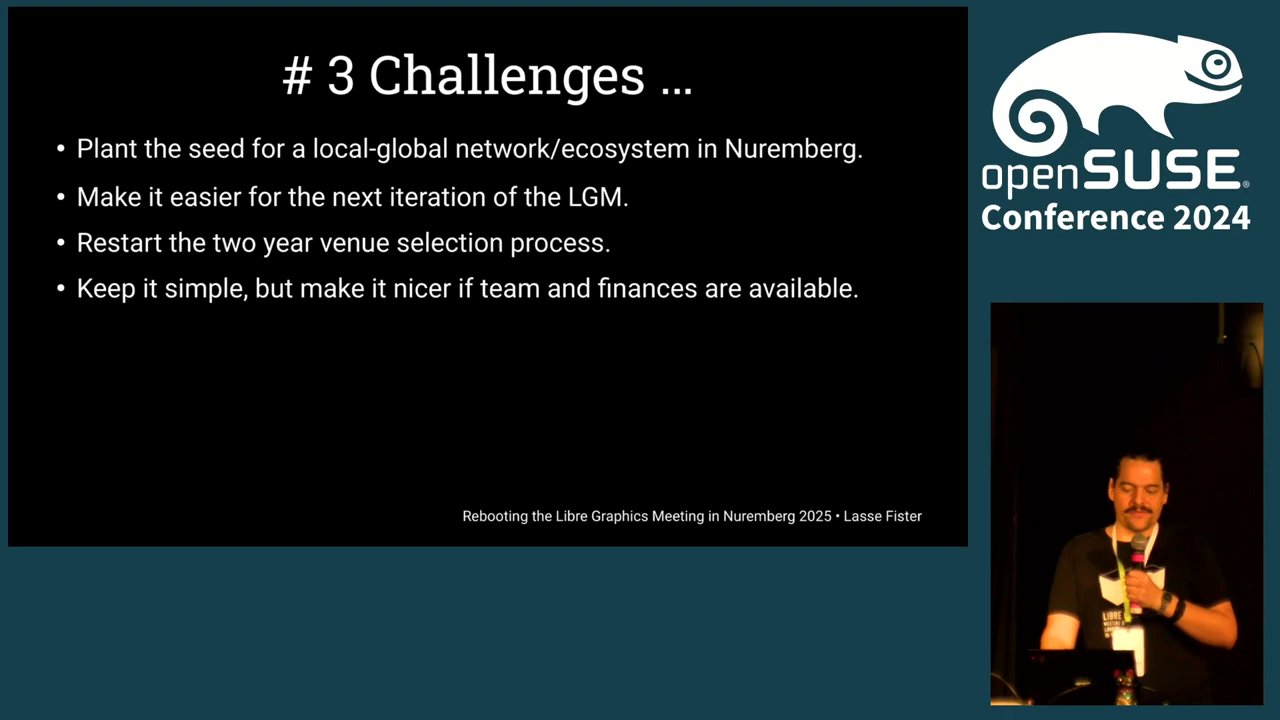 # 3 Challenges ...
• Plant the seed for a local-global network/ecosystem in Nuremberg.
• Make it easier for the next iteration of the LGM.
• Restart the two year venue selection process.
• Keep it simple, but make it nicer if team and finances are available.
Rebooting the Libre Graphics Meeting in Nuremberg 2025 • Lasse Fister
openSUSE®
Conference 2024
LIBRE